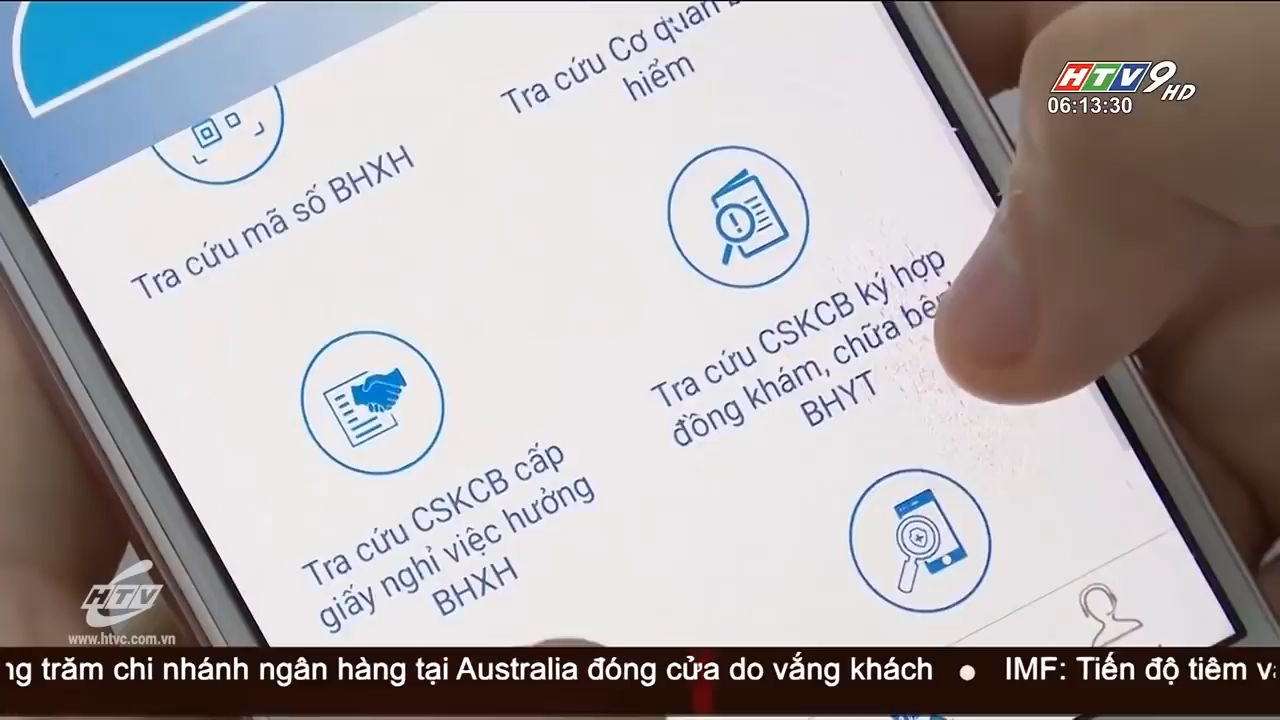 Tra cứu Cơ quan
hiểm
HTV9 HD
06:13:30
Tra cứu mã số BHXH
Tra cứu CSKCB ký hợp
đồng khám, chữa
BHYT
Tra cứu CSKCB cấp
giấy nghỉ việc hưởng
BHXH
HTV
www.htvc.com.vn
trăm chi nhánh ngân hàng tại Australia đóng cửa do vắng khách ● IMF: Tiến độ tiêm